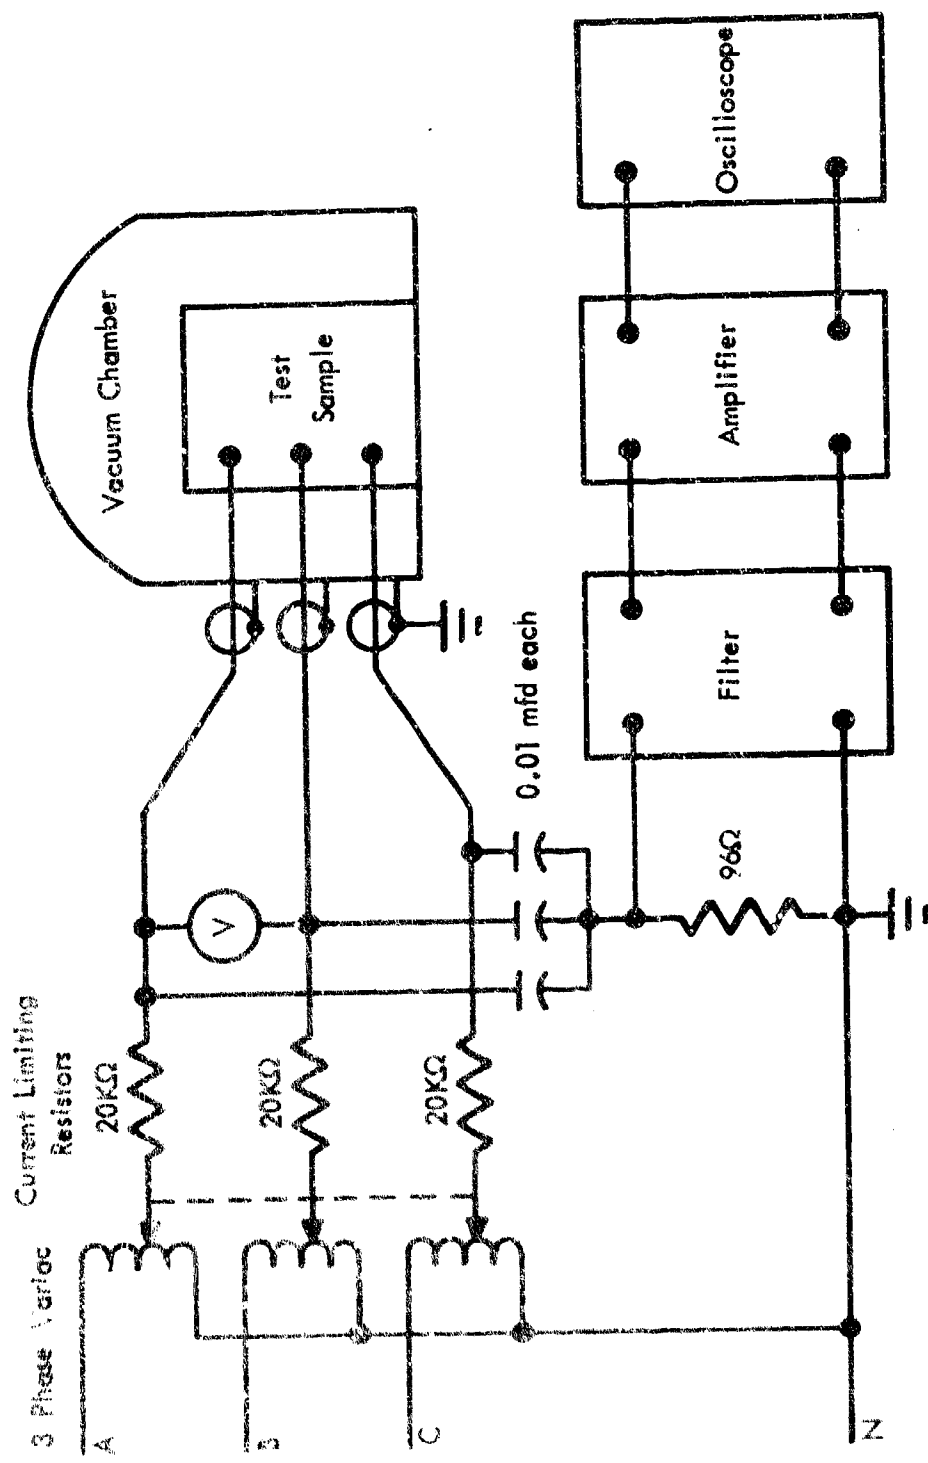 3 Phase Variac
Current Limiting
Resistors
A
20KΩ
B
20KΩ
C
20KΩ
N
V
Vacuum Chamber
Test
Sample
0.01 mfd each
96Ω
Filter
Amplifier
Oscilloscope